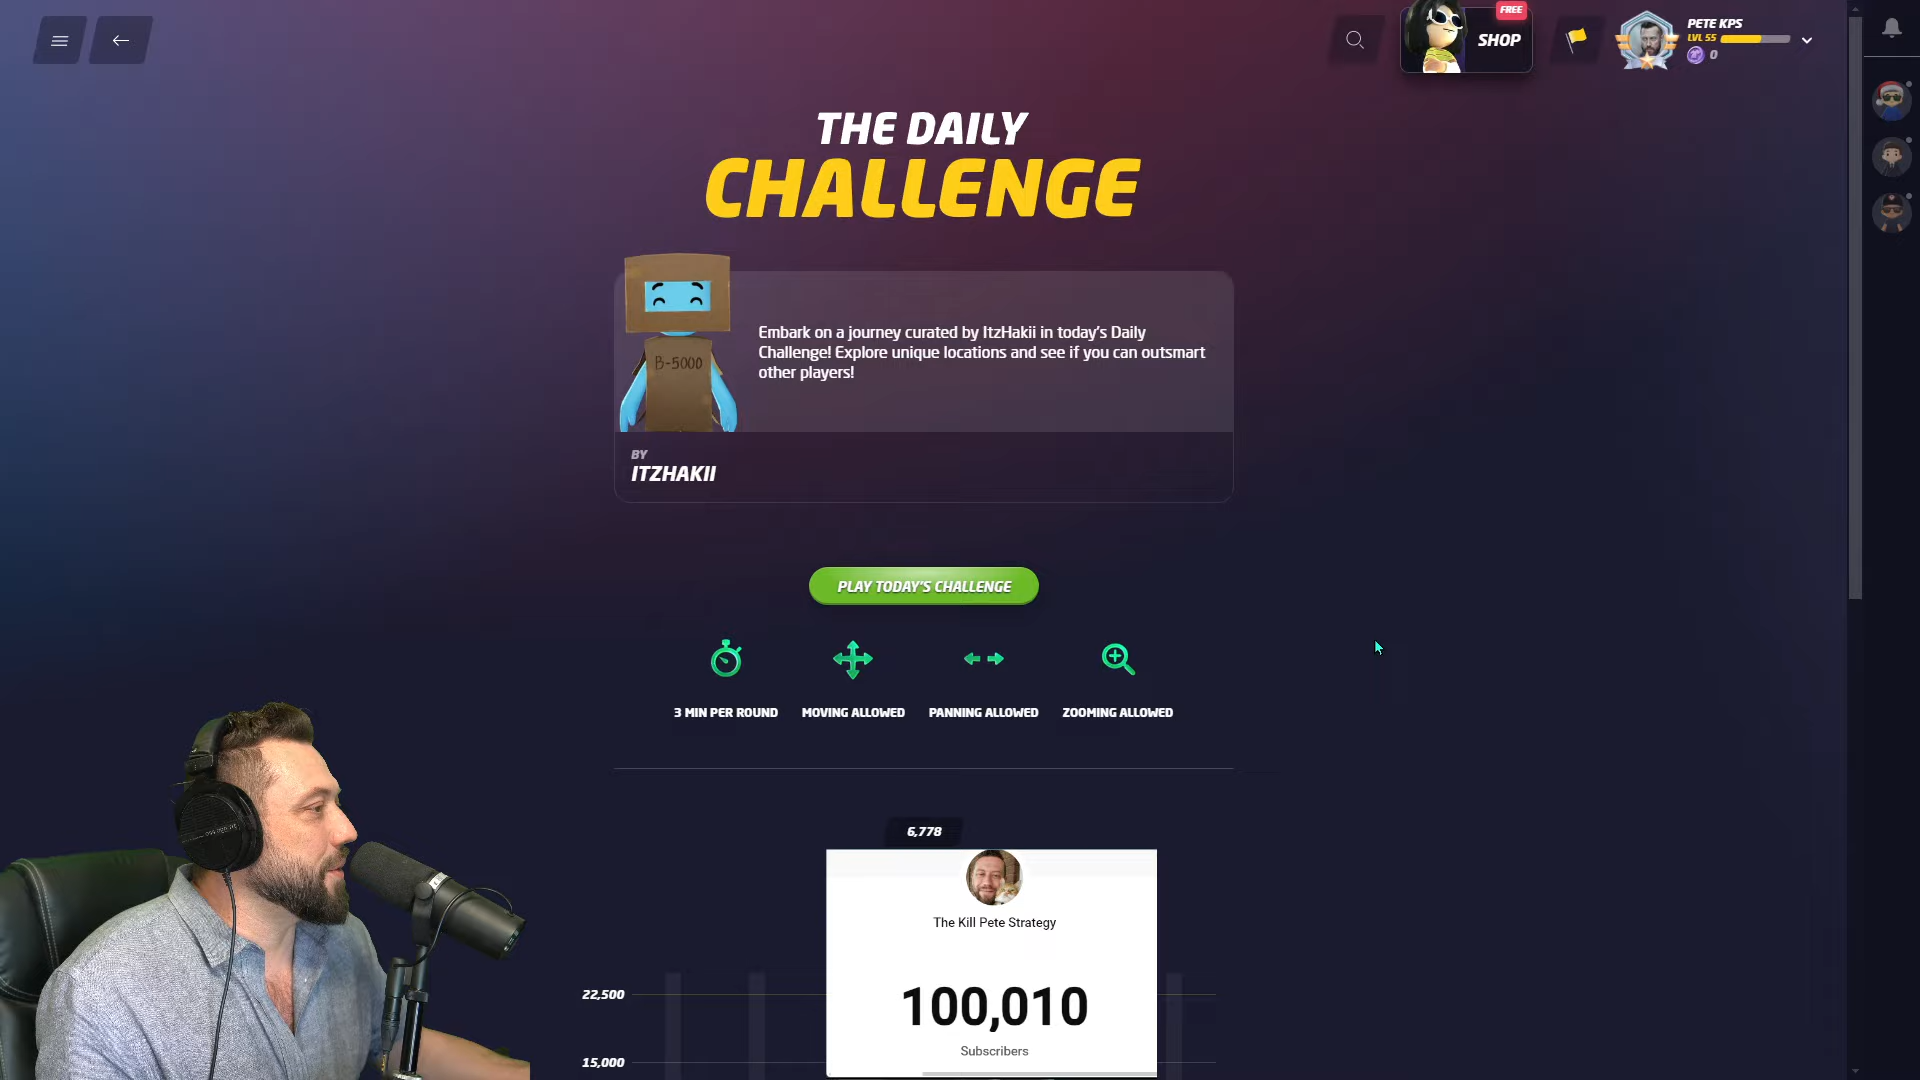 FREE
SHOP
PETE KPS
LVL 55
0
THE DAILY
CHALLENGE
B-5000
Embark on a journey curated by ItzHakii in today's Daily
Challenge! Explore unique locations and see if you can outsmart
other players!
BY
ITZHAKII
PLAY TODAY'S CHALLENGE
3 MIN PER ROUND
MOVING ALLOWED
PANNING ALLOWED
ZOOMING ALLOWED
6,778
The Kill Pete Strategy
22,500
100,010
Subscribers
15,000